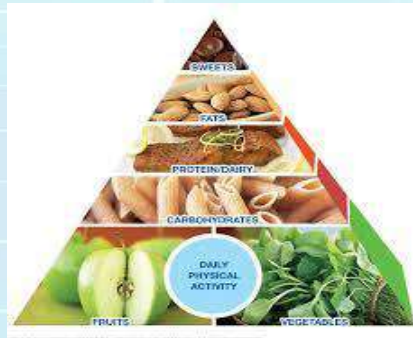 SWEETS
FATS
PROTEIN/DAIRY
CARBOHYDRATES
DAILY
PHYSICAL
ACTIVITY
FRUITS
VEGETABLES